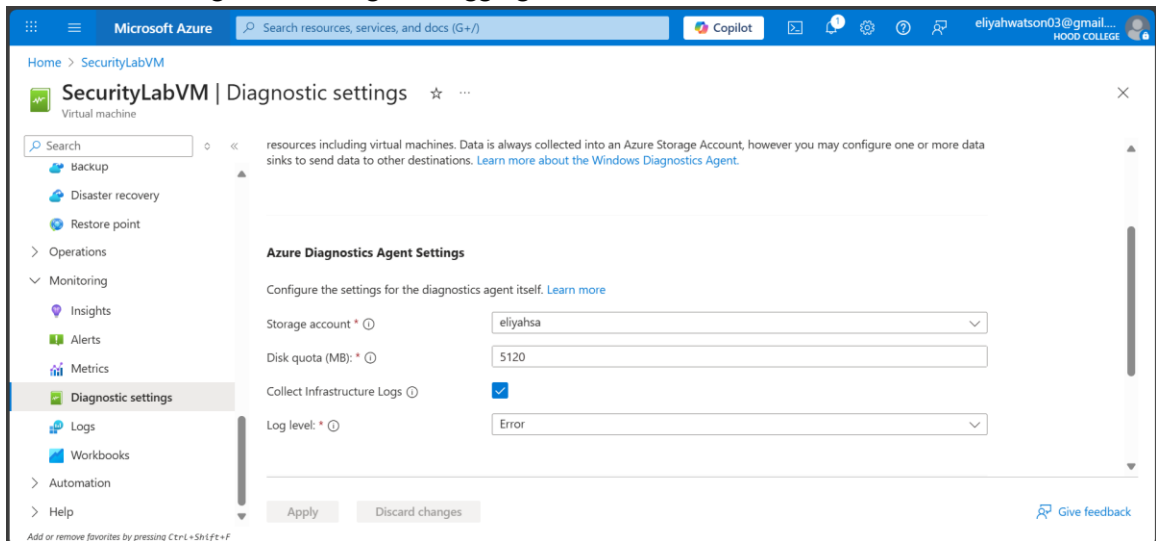 Microsoft Azure
Search resources, services, and docs (G+/)
Copilot
1
eliyahwatson03@gmail....
HOOD COLLEGE
Home > SecurityLabVM
SecurityLabVM | Diagnostic settings
Virtual machine
Search
Backup
Disaster recovery
Restore point
Operations
Monitoring
Insights
Alerts
Metrics
Diagnostic settings
Logs
Workbooks
Automation
Help
Add or remove favorites by pressing Ctrl+Shift+F
resources including virtual machines. Data is always collected into an Azure Storage Account, however you may configure one or more data
sinks to send data to other destinations. Learn more about the Windows Diagnostics Agent.
Azure Diagnostics Agent Settings
Configure the settings for the diagnostics agent itself. Learn more
Storage account * eliyahsa
Disk quota (MB): * 5120
Collect Infrastructure Logs
Log level: * Error
Apply Discard changes
Give feedback